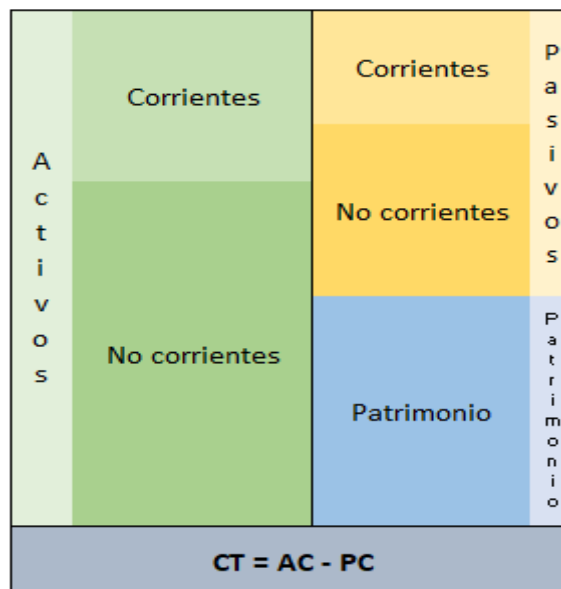 Activos
Corrientes
No corrientes
Corrientes
No corrientes
Patrimonio
Pasivos
Patrimonio
CT = AC - PC